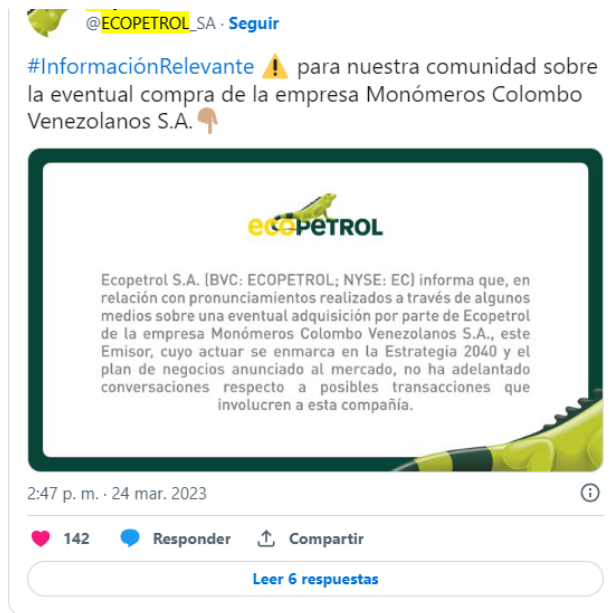 @ECOPETROL_SA · Seguir
#InformaciónRelevante ⚠️ para nuestra comunidad sobre
la eventual compra de la empresa Monómeros Colombo
Venezolanos S.A.👇🏽
ecoPETROL
Ecopetrol S.A. (BVC: ECOPETROL; NYSE: EC) informa que, en
relación con pronunciamientos realizados a través de algunos
medios sobre una eventual adquisición por parte de Ecopetrol
de la empresa Monómeros Colombo Venezolanos S.A., este
Emisor, cuyo actuar se enmarca en la Estrategia 2040 y el
plan de negocios anunciado al mercado, no ha adelantado
conversaciones respecto a posibles transacciones que
involucren a esta compañía.
2:47 p. m. · 24 mar. 2023
142 Responder Compartir
Leer 6 respuestas